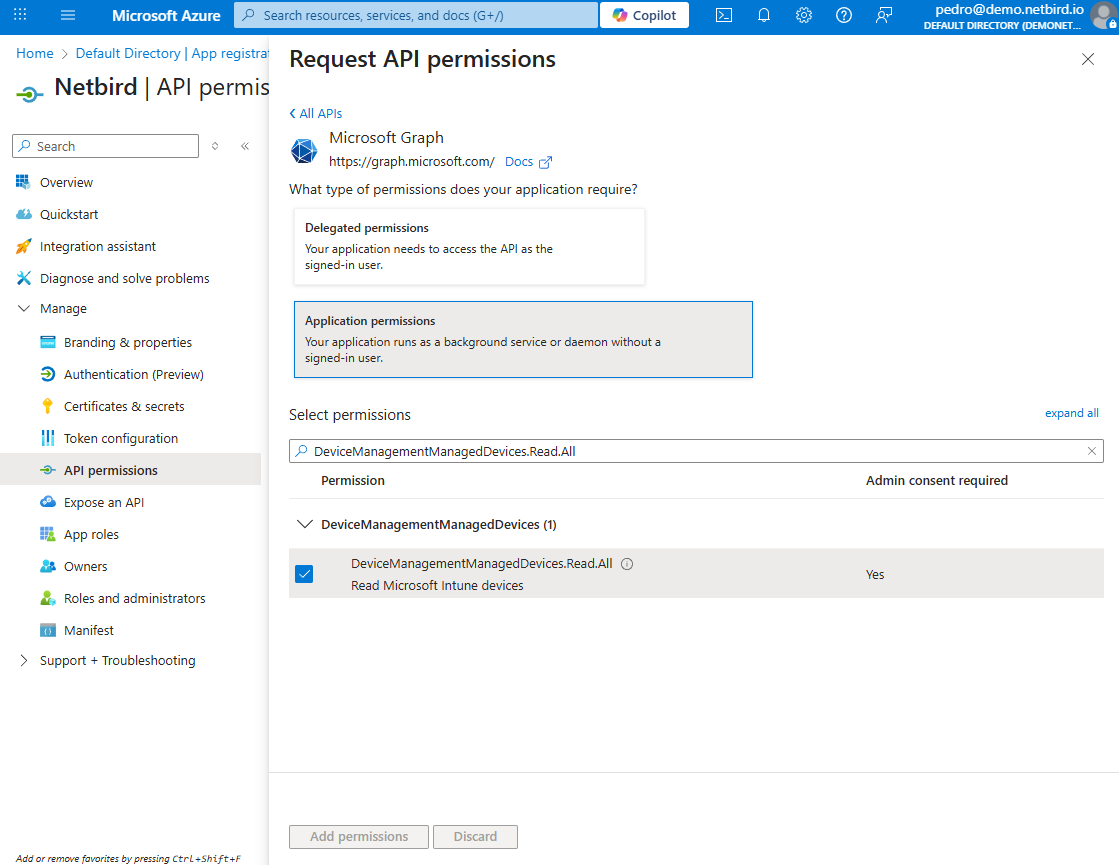 Microsoft Azure
Search resources, services, and docs (G+/)
Copilot
pedro@demo.netbird.io
DEFAULT DIRECTORY (DEMONET...
Home > Default Directory | App registrat
Netbird | API permis
Search
Overview
Quickstart
Integration assistant
Diagnose and solve problems
Manage
Branding & properties
Authentication (Preview)
Certificates & secrets
Token configuration
API permissions
Expose an API
App roles
Owners
Roles and administrators
Manifest
Support + Troubleshooting
Add or remove favorites by pressing Ctrl+Shift+F
Request API permissions
All APIs
Microsoft Graph
https://graph.microsoft.com/ Docs
What type of permissions does your application require?
Delegated permissions
Your application needs to access the API as the
signed-in user.
Application permissions
Your application runs as a background service or daemon without a
signed-in user.
Select permissions
expand all
DeviceManagementManagedDevices.Read.All
Permission
Admin consent required
DeviceManagementManagedDevices (1)
DeviceManagementManagedDevices.Read.All
Read Microsoft Intune devices
Yes
Add permissions
Discard